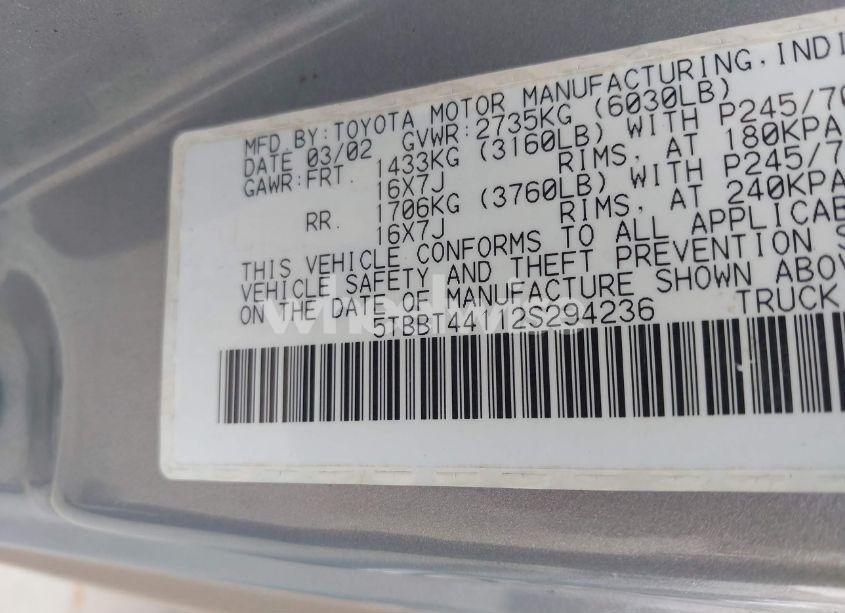 MFD.BY:TOYOTA MOTOR MANUFACTURING,INDI
DATE 03/02 GVWR:2735KG (6030LB)
GAWR:FRT. 1433KG (3160LB) WITH P245/70
16X7J RIMS, AT 180KPA
RR. 1706KG (3760LB) WITH P245/7
16X7J RIMS, AT 240KPA
THIS VEHICLE CONFORMS TO ALL APPLICAB
VEHICLE SAFETY AND THEFT PREVENTION S
ON THE DATE OF MANUFACTURE SHOWN ABOV
TRUCK